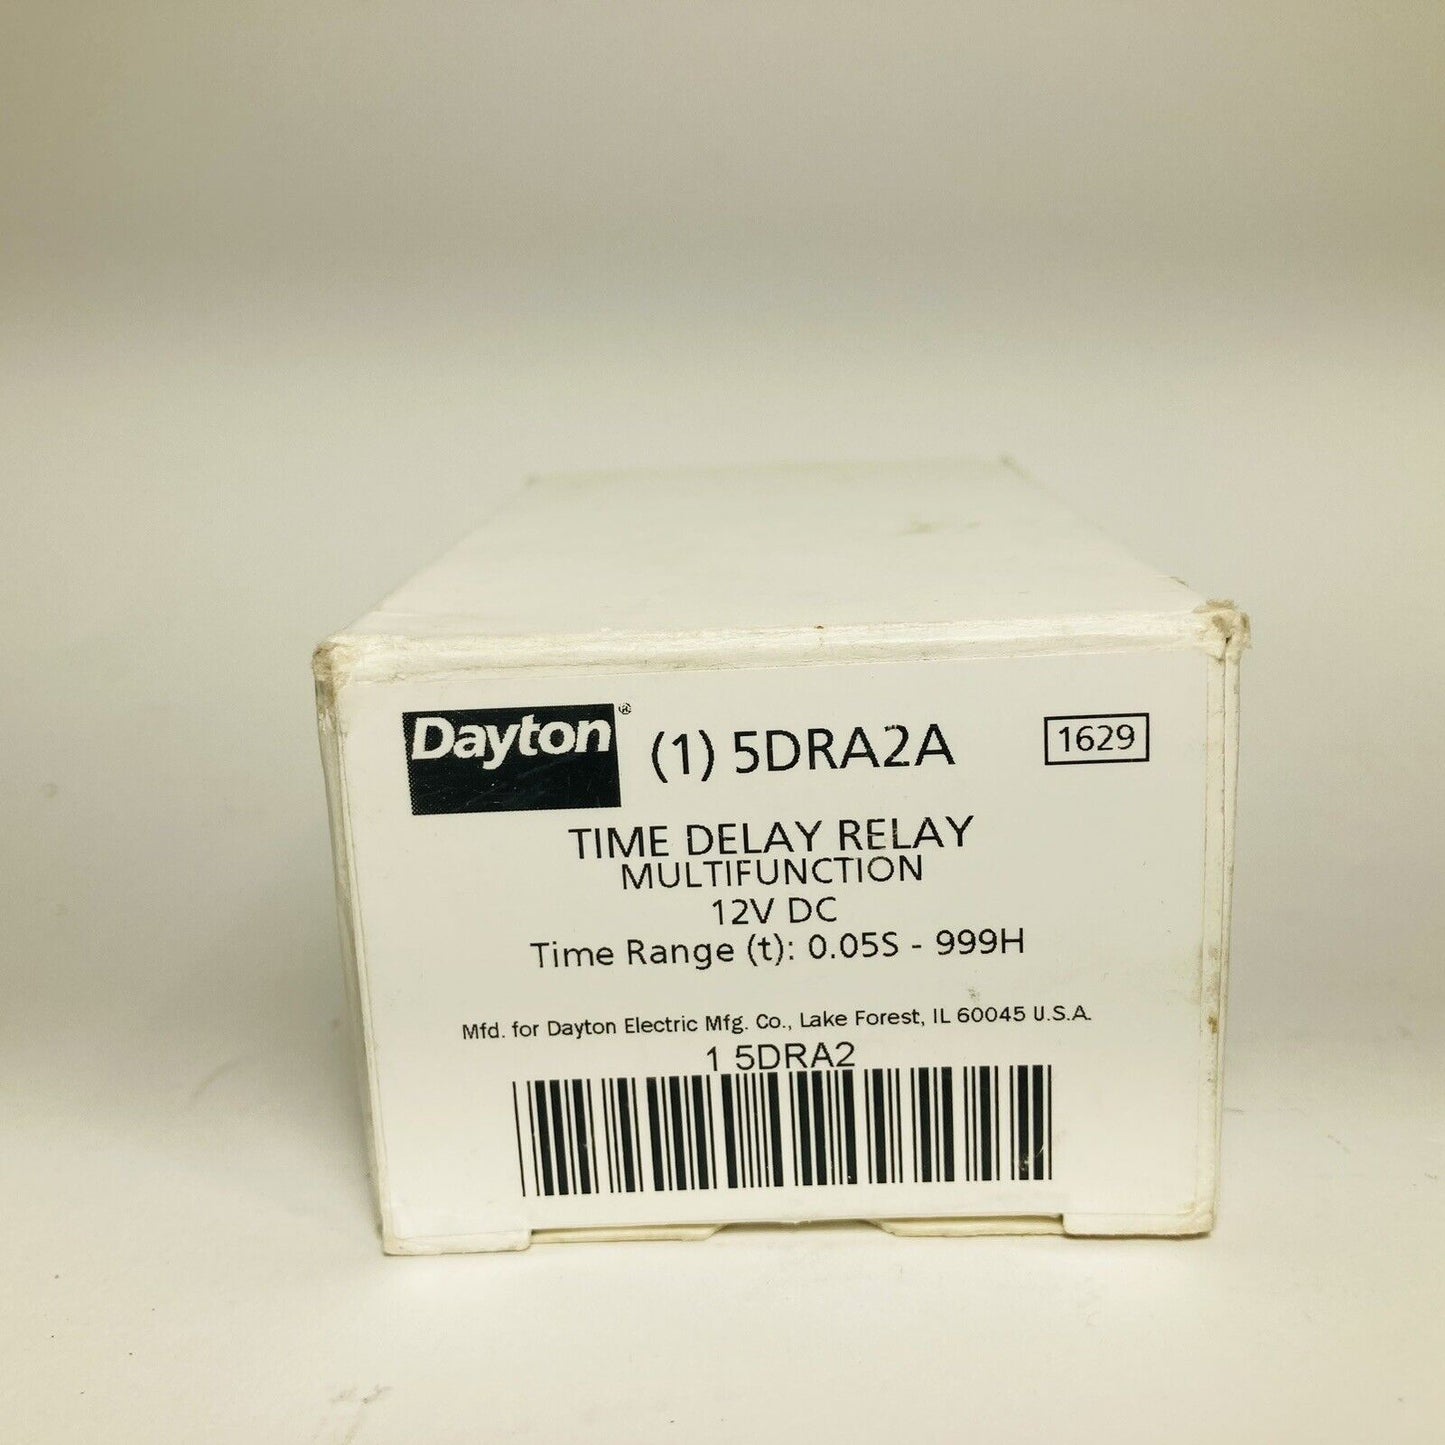 Dayton® (1) 5DRA2A 1629
TIME DELAY RELAY
MULTIFUNCTION
12V DC
Time Range (t): 0.05S - 999H
Mfd. for Dayton Electric Mfg. Co., Lake Forest, IL 60045 U.S.A.
1 5DRA2